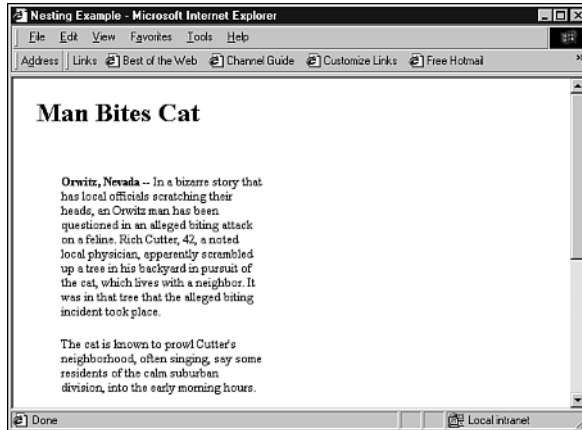 Nesting Example - Microsoft Internet Explorer
File Edit View Favorites Tools Help
Address Links Best of the Web Channel Guide Customize Links Free Hotmail »
Man Bites Cat
Orwitz, Nevada -- In a bizarre story that
has local officials scratching their
heads, an Orwitz man has been
questioned in an alleged biting attack
on a feline. Rich Cutter, 42, a noted
local physician, apparently scrambled
up a tree in his backyard in pursuit of
the cat, which lives with a neighbor. It
was in that tree that the alleged biting
incident took place.
The cat is known to prowl Cutter's
neighborhood, often singing, say some
residents of the calm suburban
division, into the early morning hours.
Done Local intranet